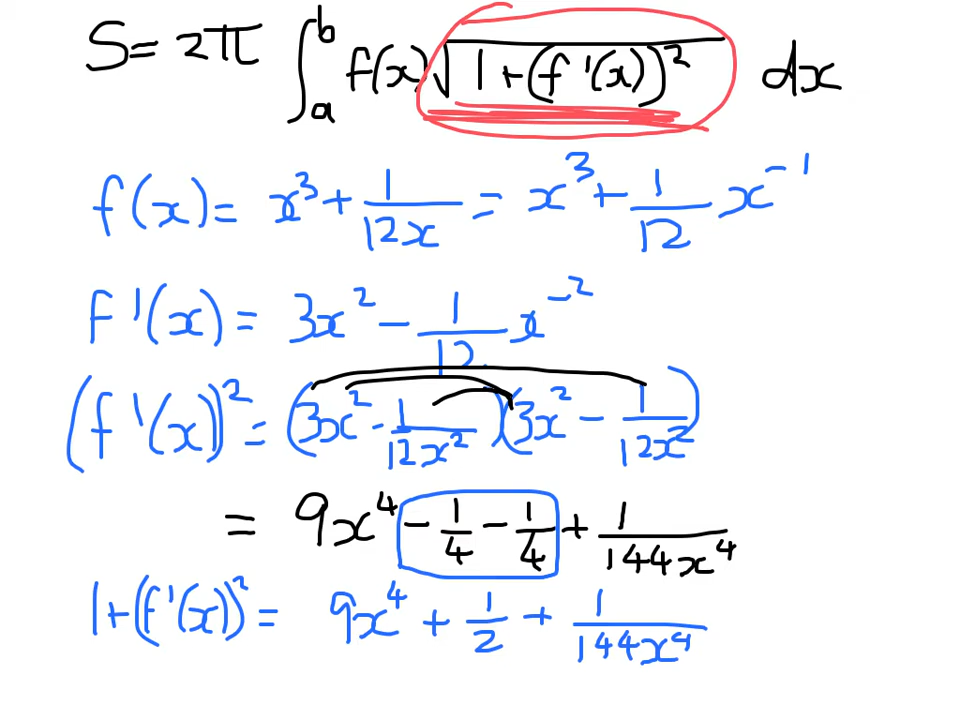 S = 2π ∫ₐᵇ f(x) √(1+(f'(x))²) dx
f(x) = x³ + 1/(12x) = x³ + 1/12 x⁻¹
f'(x) = 3x² - 1/12 x⁻²
(f'(x))² = (3x² - 1/(12x²))(3x² - 1/(12x²))
= 9x⁴ - 1/4 - 1/4 + 1/(144x⁴)
1+(f'(x))² = 9x⁴ + 1/2 + 1/(144x⁴)